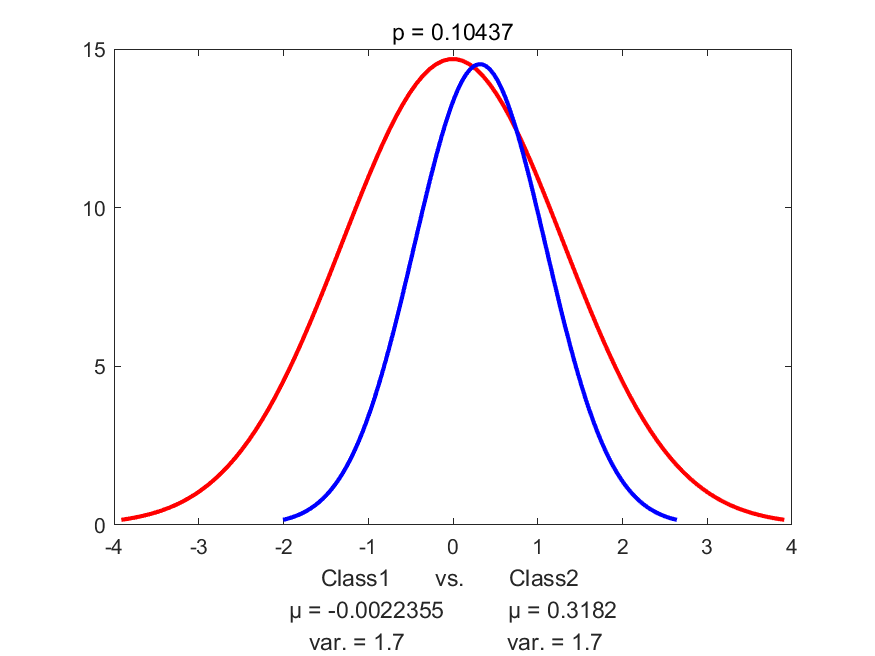 p = 0.10437
15
10
5
0
-4 -3 -2 -1 0 1 2 3 4
Class1 vs. Class2
μ = -0.0022355 μ = 0.3182
var. = 1.7 var. = 1.7